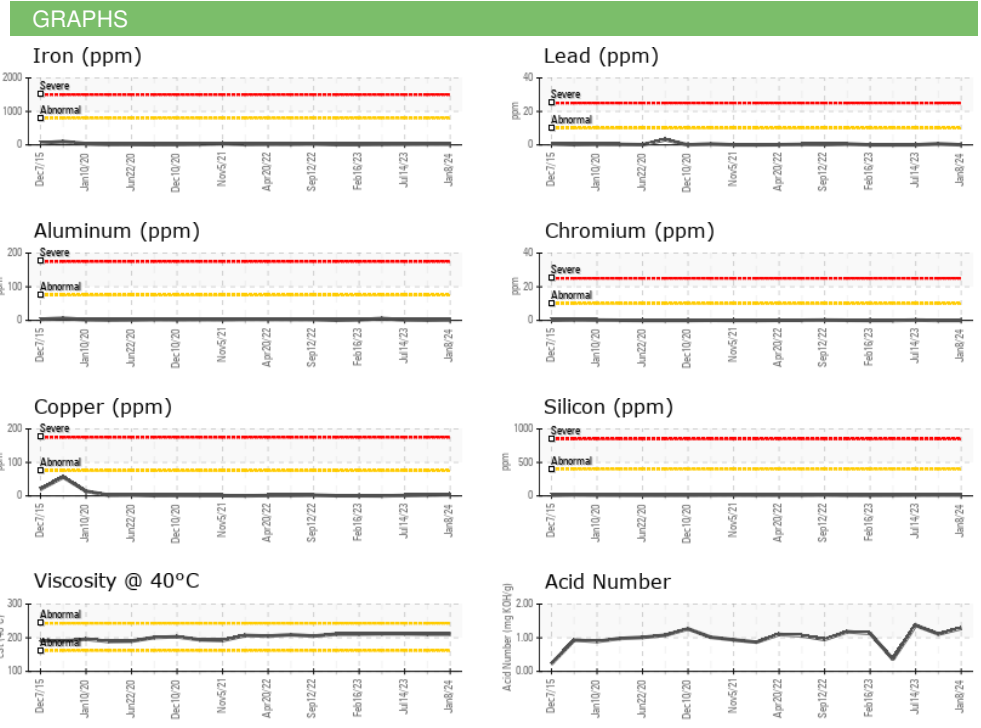 GRAPHS
Iron (ppm)
2000
1000
0
Severe
Abnormal
Dec7/15
Jan10/20
Jun22/20
Dec10/20
Nov5/21
Apr20/22
Sep12/22
Feb16/23
Jul14/23
Jan8/24
Lead (ppm)
ppm
40
20
0
Severe
Abnormal
Dec7/15
Jan10/20
Jun22/20
Dec10/20
Nov5/21
Apr20/22
Sep12/22
Feb16/23
Jul14/23
Jan8/24
Aluminum (ppm)
ppm
200
100
0
Severe
Abnormal
Dec7/15
Jan10/20
Jun22/20
Dec10/20
Nov5/21
Apr20/22
Sep12/22
Feb16/23
Jul14/23
Jan8/24
Chromium (ppm)
ppm
40
20
0
Severe
Abnormal
Dec7/15
Jan10/20
Jun22/20
Dec10/20
Nov5/21
Apr20/22
Sep12/22
Feb16/23
Jul14/23
Jan8/24
Copper (ppm)
ppm
200
100
0
Severe
Abnormal
Dec7/15
Jan10/20
Jun22/20
Dec10/20
Nov5/21
Apr20/22
Sep12/22
Feb16/23
Jul14/23
Jan8/24
Silicon (ppm)
ppm
1000
500
0
Severe
Abnormal
Dec7/15
Jan10/20
Jun22/20
Dec10/20
Nov5/21
Apr20/22
Sep12/22
Feb16/23
Jul14/23
Jan8/24
Viscosity @ 40°C
300
200
100
Abnormal
Abnormal
Dec7/15
Jan10/20
Jun22/20
Dec10/20
Nov5/21
Apr20/22
Sep12/22
Feb16/23
Jul14/23
Jan8/24
Acid Number
Acid Number (mg KOH/g)
2.00
1.00
0.00
Dec7/15
Jan10/20
Jun22/20
Dec10/20
Nov5/21
Apr20/22
Sep12/22
Feb16/23
Jul14/23
Jan8/24